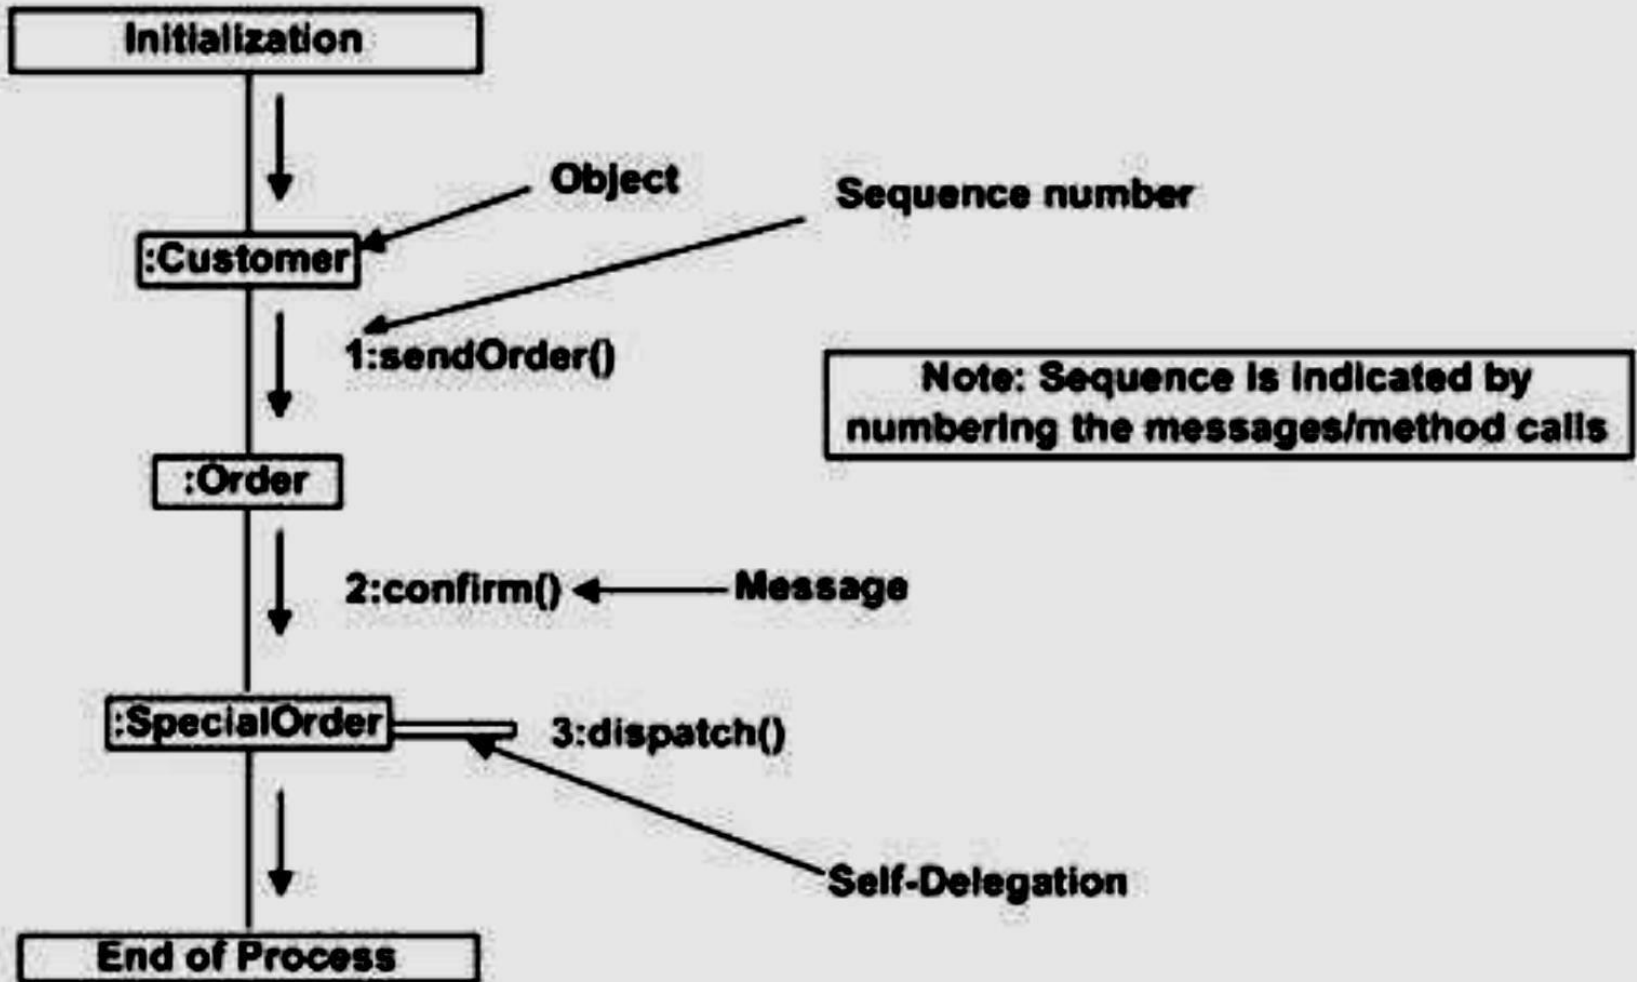 Initialization
Object
Sequence number
:Customer
1:sendOrder()
Note: Sequence is indicated by
numbering the messages/method calls
:Order
2:confirm()
Message
:SpecialOrder
3:dispatch()
Self-Delegation
End of Process